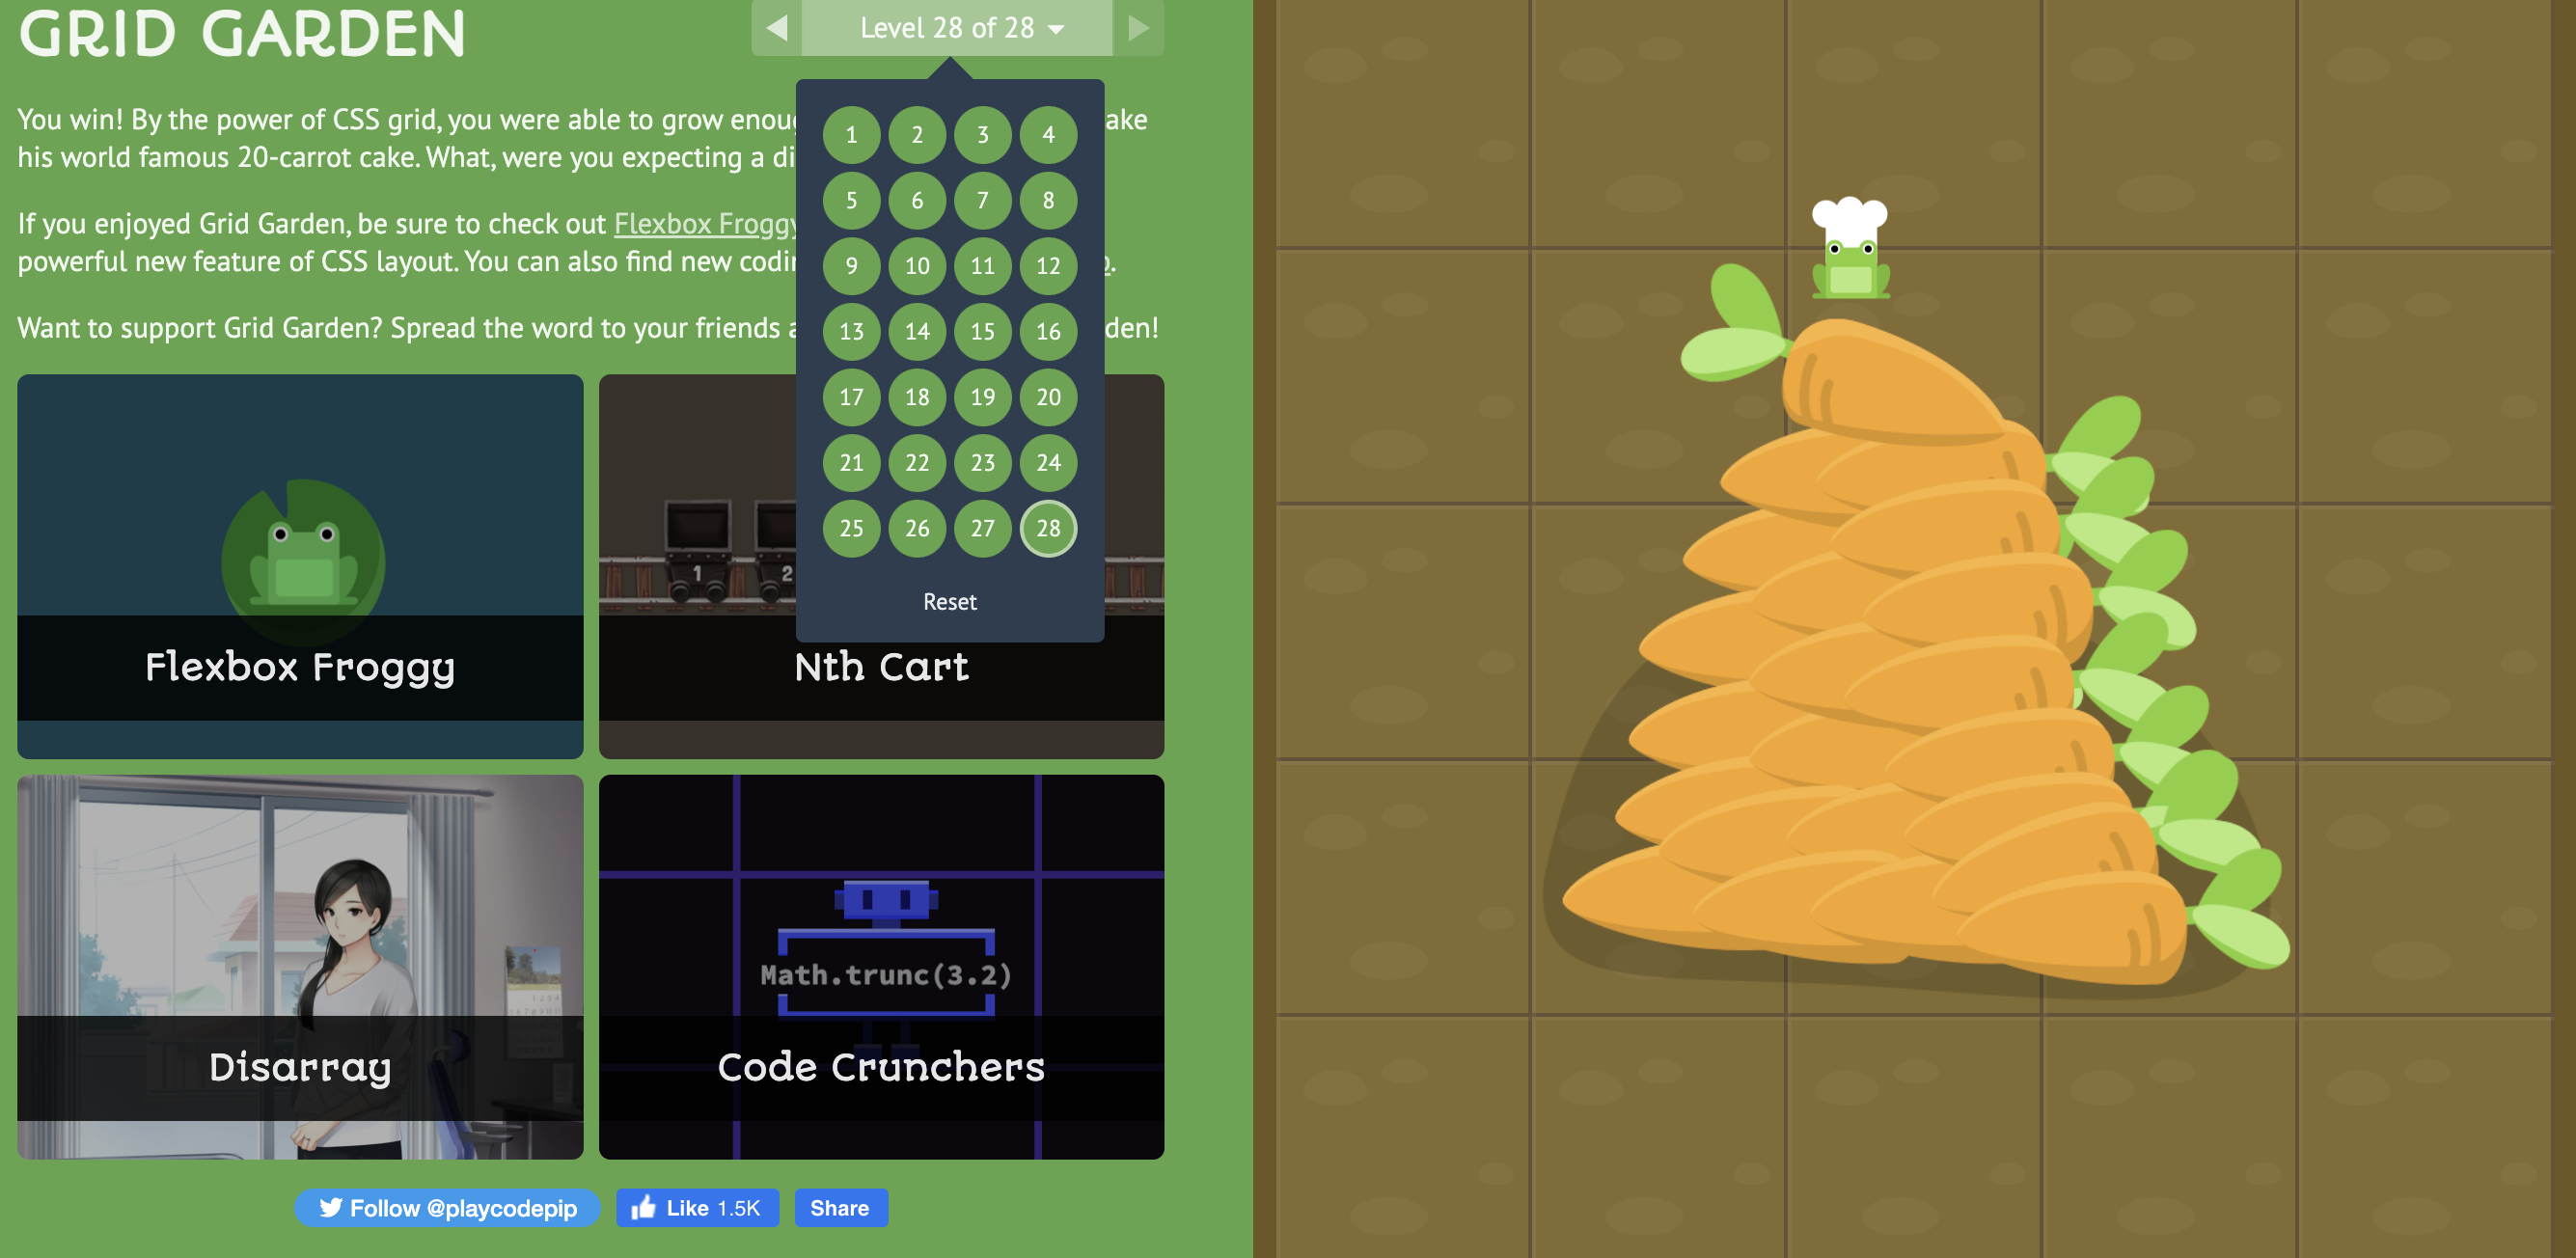 GRID GARDEN
Level 28 of 28
You win! By the power of CSS grid, you were able to grow ake
his world famous 20-carrot cake. What, were you expecting a
If you enjoyed Grid Garden, be sure to check out Flexbox Froggy
powerful new feature of CSS layout. You can also find new
Want to support Grid Garden? Spread the word to your friends den!
1 2 3 4
5 6 7 8
9 10 11 12
13 14 15 16
17 18 19 20
21 22 23 24
25 26 27 28
Reset
1 2
Flexbox Froggy
Nth Cart
Math.trunc(3.2)
Disarray
Code Crunchers
Follow @playcodepip
Like 1.5K
Share